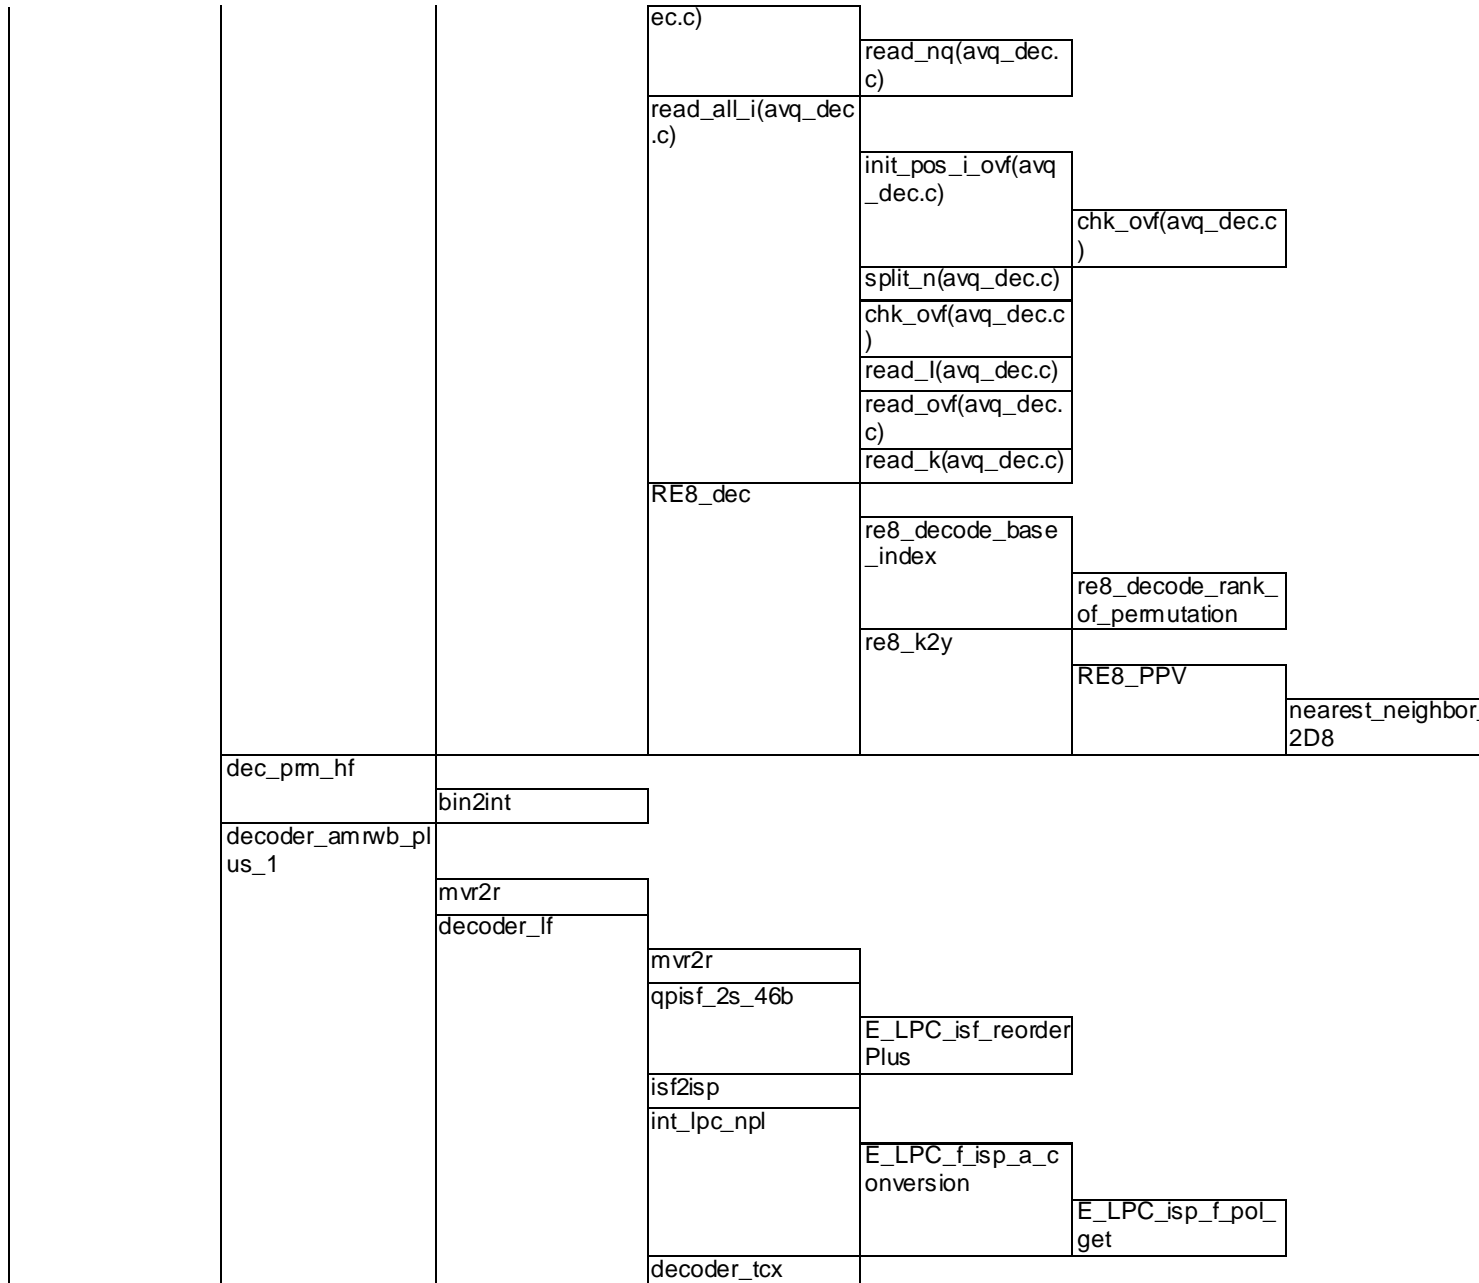 ec.c)
read_nq(avq_dec.
c)
read_all_i(avq_dec
.c)
init_pos_i_ovf(avq
_dec.c)
chk_ovf(avq_dec.c
)
split_n(avq_dec.c)
chk_ovf(avq_dec.c
)
read_I(avq_dec.c)
read_ovf(avq_dec.
c)
read_k(avq_dec.c)
RE8_dec
re8_decode_base
_index
re8_decode_rank_
of_permutation
re8_k2y
RE8_PPV
nearest_neighbor_
2D8
dec_prm_hf
bin2int
decoder_amrwb_pl
us_1
mvr2r
decoder_lf
mvr2r
qpisf_2s_46b
E_LPC_isf_reorder
Plus
isf2isp
int_lpc_npl
E_LPC_f_isp_a_c
onversion
E_LPC_isp_f_pol_
get
decoder_tcx